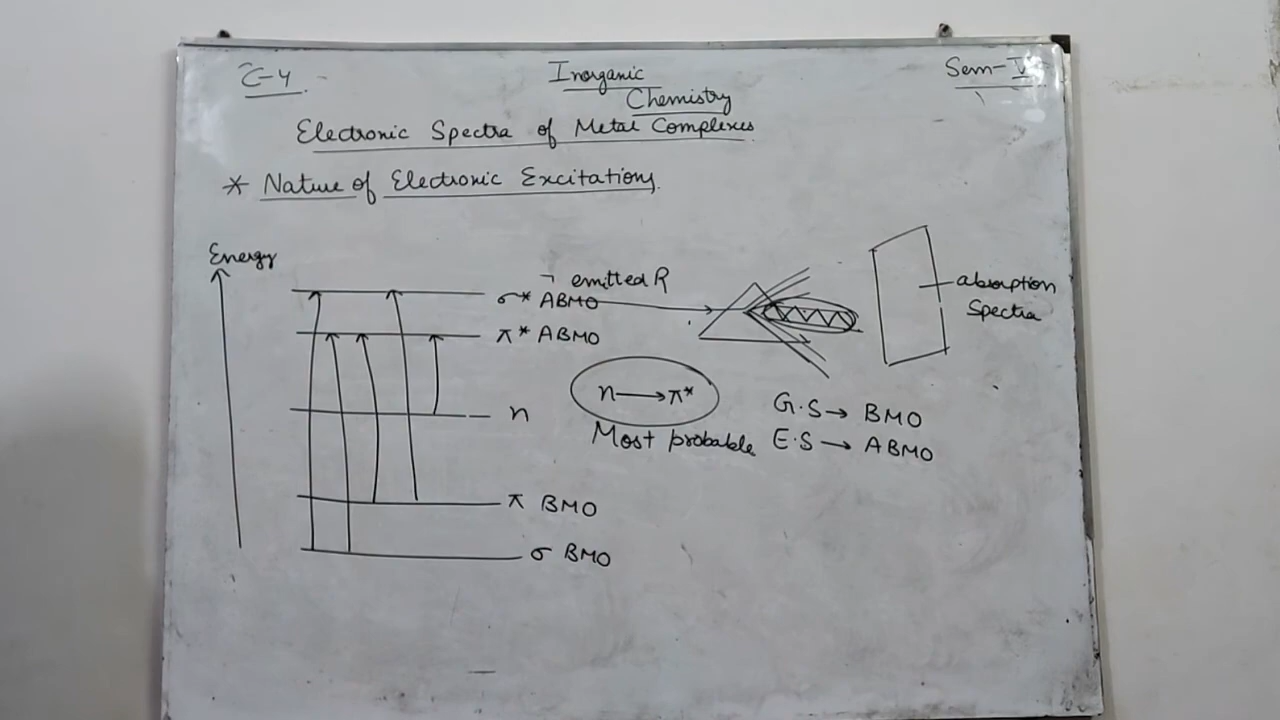 C-4
Inorganic
Chemistry
Sem-V
Electronic Spectra of Metal Complexes
* Nature of Electronic Excitations.
Energy
emitted R
σ* ABMO
π* ABMO
absorption
Spectra
n
n → π*
Most probable
G.S → BMO
E.S → ABMO
π BMO
σ BMO